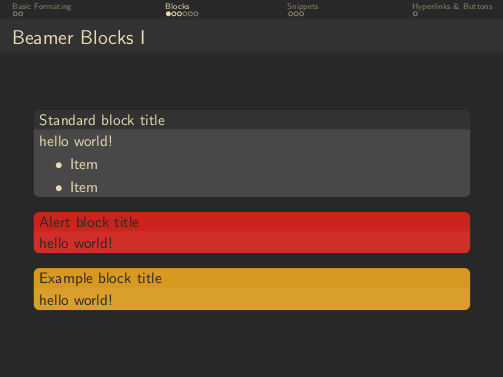 Basic Formating Blocks Snippets Hyperlinks & Buttons
Beamer Blocks I
Standard block title
hello world!
• Item
• Item
Alert block title
hello world!
Example block title
hello world!